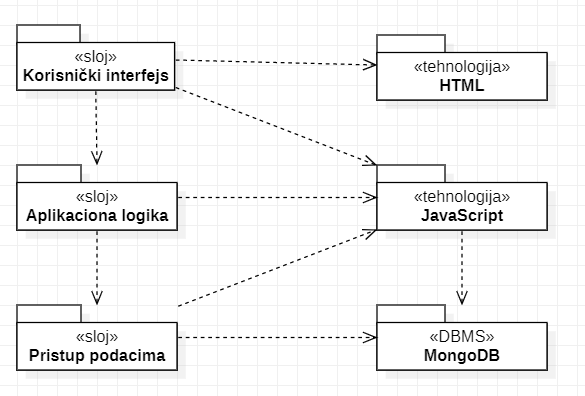 «sloj»
Korisnički interfejs
«tehnologija»
HTML
«sloj»
Aplikaciona logika
«tehnologija»
JavaScript
«sloj»
Pristup podacima
«DBMS»
MongoDB